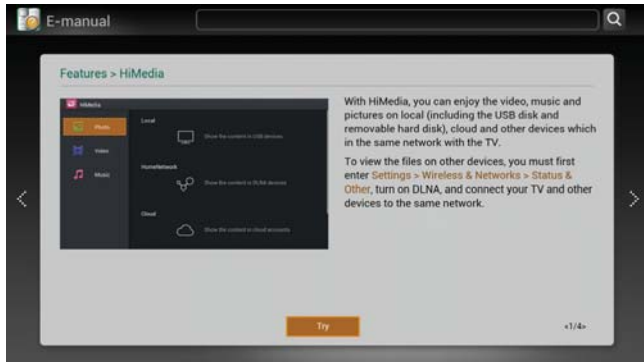 E-manual
Features > HiMedia
HiMedia
Photo
Video
Music
Local
Show the content in USB devices
HomeNetwork
Show the content in DLNA devices
Cloud
Show the content in cloud accounts
With HiMedia, you can enjoy the video, music and
pictures on local (including the USB disk and
removable hard disk), cloud and other devices which
in the same network with the TV.
To view the files on other devices, you must first
enter Settings > Wireless & Networks > Status &
Other, turn on DLNA, and connect your TV and other
devices to the same network.
Try
<1/4>